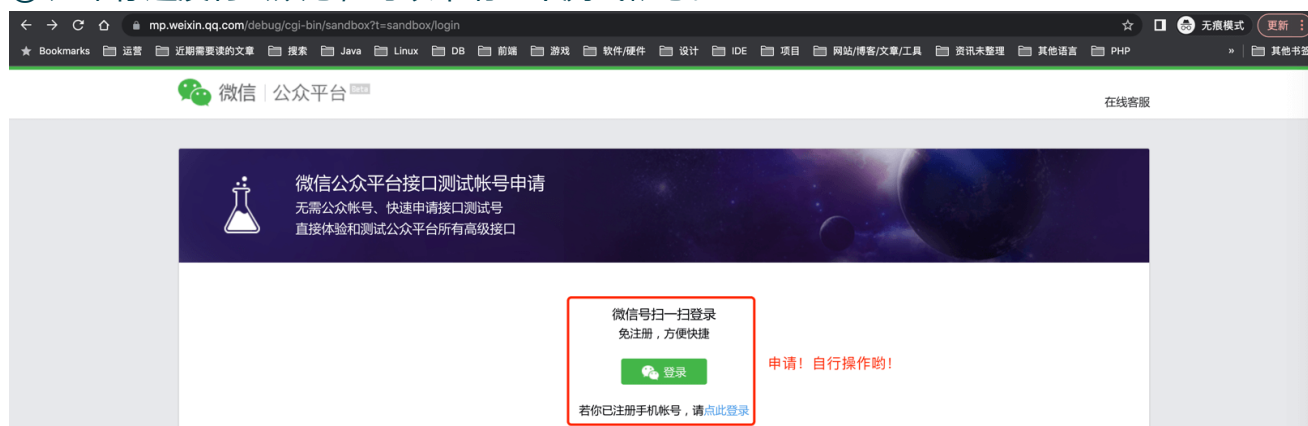 mp.weixin.qq.com/debug/cgi-bin/sandbox?t=sandbox/login
无痕模式
更新
Bookmarks 运营 近期需要读的文章 搜索 Java Linux DB 前端 游戏 软件/硬件 设计 IDE 项目 网站/博客/文章/工具 资讯未整理 其他语言 PHP » 其他书签
微信 公众平台 Beta
在线客服
微信公众平台接口测试帐号申请
无需公众帐号、快速申请接口测试号
直接体验和测试公众平台所有高级接口
微信号扫一扫登录
免注册，方便快捷
登录
申请！自行操作哟！
若你已注册手机帐号，请点此登录